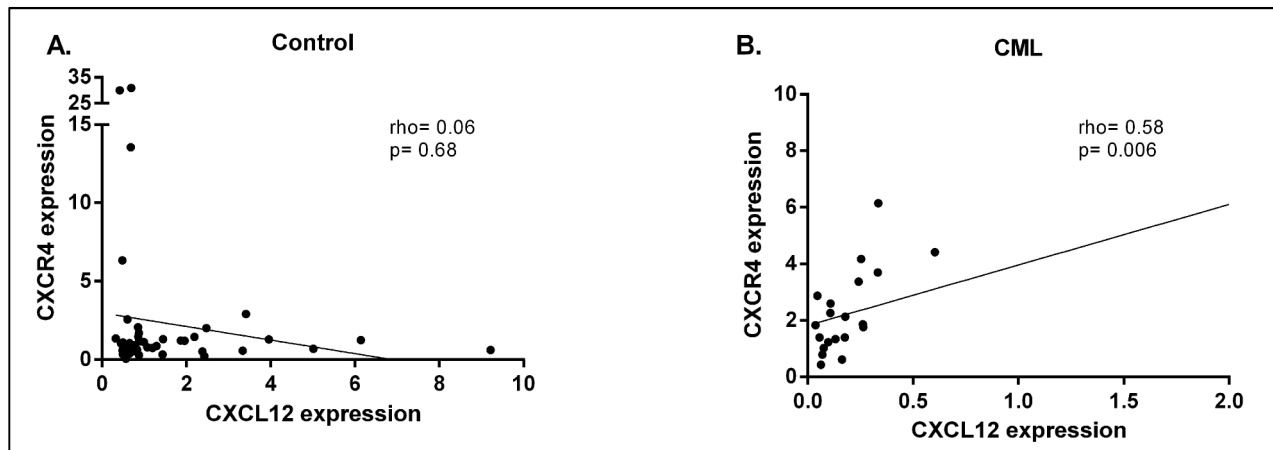 A.
Control
35
25
15
10
5
0
CXCR4 expression
rho= 0.06
p= 0.68
0 2 4 6 8 10
CXCL12 expression
B.
CML
10
8
6
4
2
0
CXCR4 expression
rho= 0.58
p= 0.006
0.0 0.5 1.0 1.5 2.0
CXCL12 expression